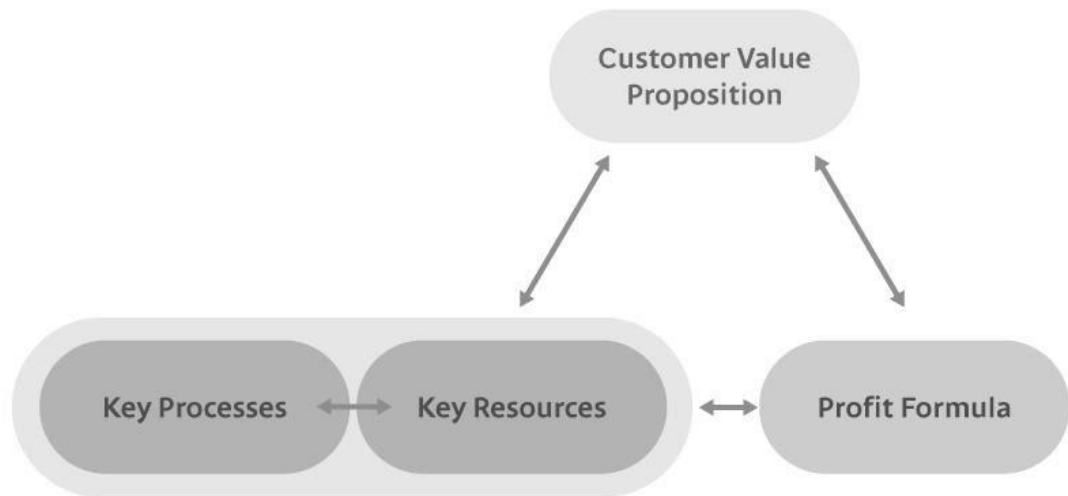 Customer Value
Proposition
Key Processes
Key Resources
Profit Formula